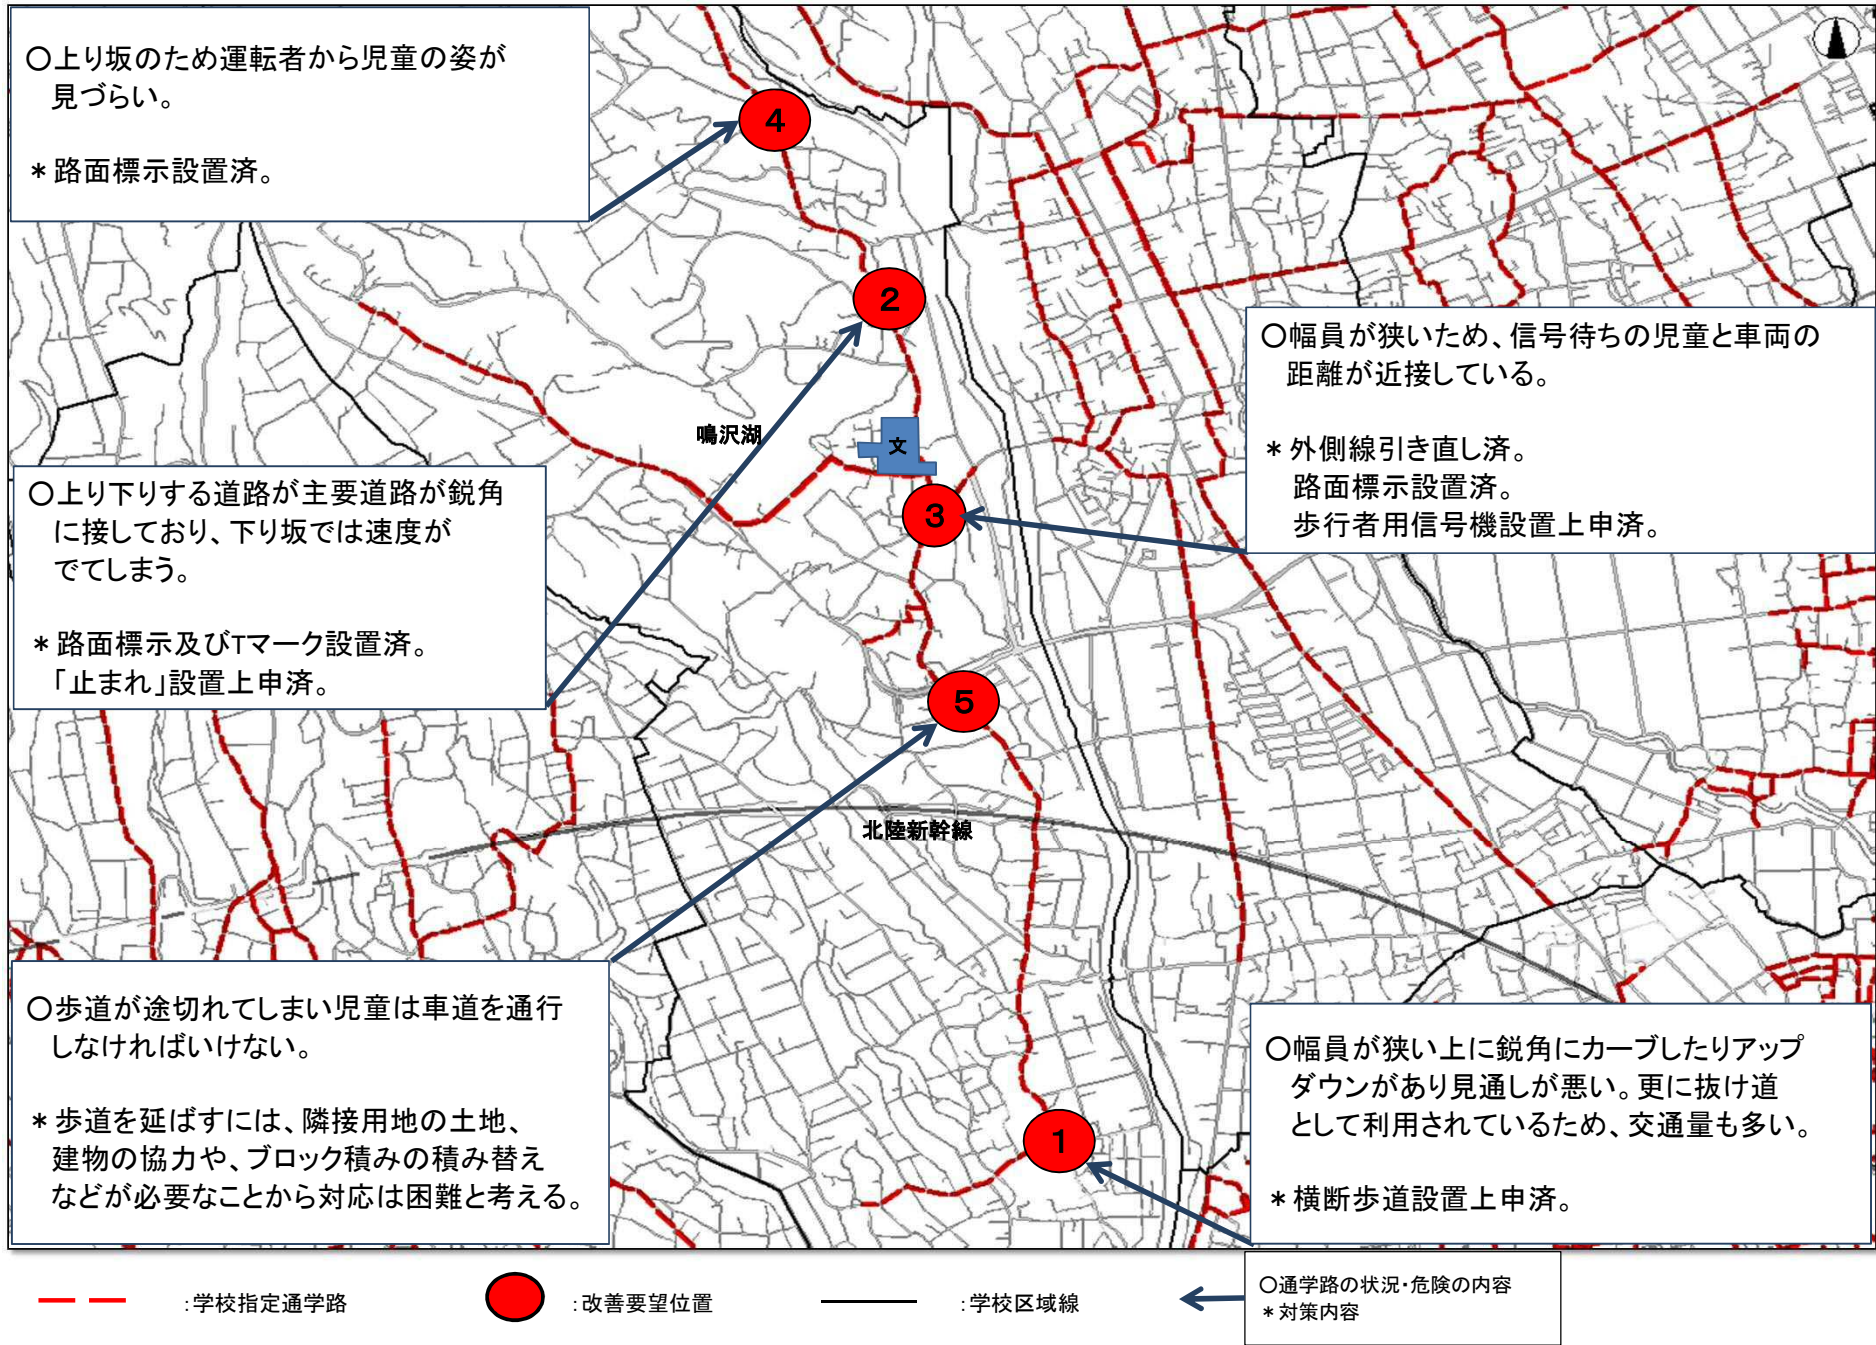 ○上り坂のため運転者から児童の姿が
見づらい。
*路面標示設置済。
4
2
○幅員が狭いため、信号待ちの児童と車両の
距離が近接している。
*外側線引き直し済。
路面標示設置済。
歩行者用信号機設置上申済。
鳴沢湖
文
3
○上り下りする道路が主要道路が鋭角
に接しており、下り坂では速度が
でてしまう。
*路面標示及びTマーク設置済。
「止まれ」設置上申済。
5
北陸新幹線
○歩道が途切れてしまい児童は車道を通行
しなければいけない。
*歩道を延ばすには、隣接用地の土地、
建物の協力や、ブロック積みの積み替え
などが必要なことから対応は困難と考える。
1
○幅員が狭い上に鋭角にカーブしたりアップ
ダウンがあり見通しが悪い。更に抜け道
として利用されているため、交通量も多い。
*横断歩道設置上申済。
:学校指定通学路
:改善要望位置
:学校区域線
○通学路の状況・危険の内容
*対策内容